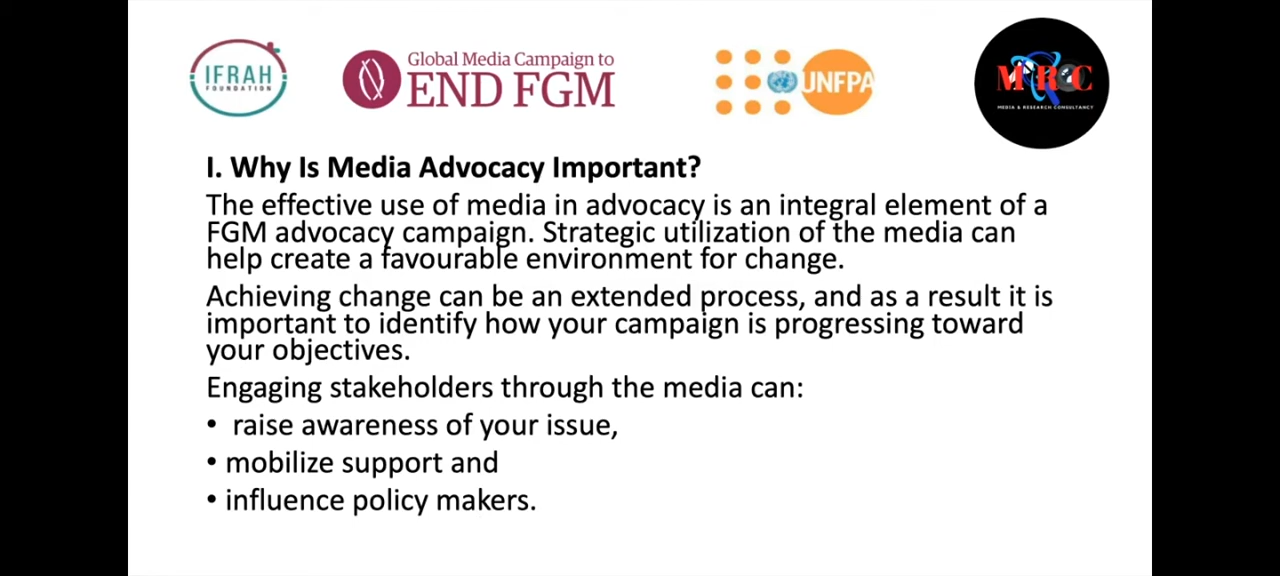 IFRAH
FOUNDATION
Global Media Campaign to
END FGM
UNFPA
MRC
MEDIA & RESEARCH CONSULTANCY
I. Why Is Media Advocacy Important?
The effective use of media in advocacy is an integral element of a
FGM advocacy campaign. Strategic utilization of the media can
help create a favourable environment for change.
Achieving change can be an extended process, and as a result it is
important to identify how your campaign is progressing toward
your objectives.
Engaging stakeholders through the media can:
• raise awareness of your issue,
• mobilize support and
• influence policy makers.